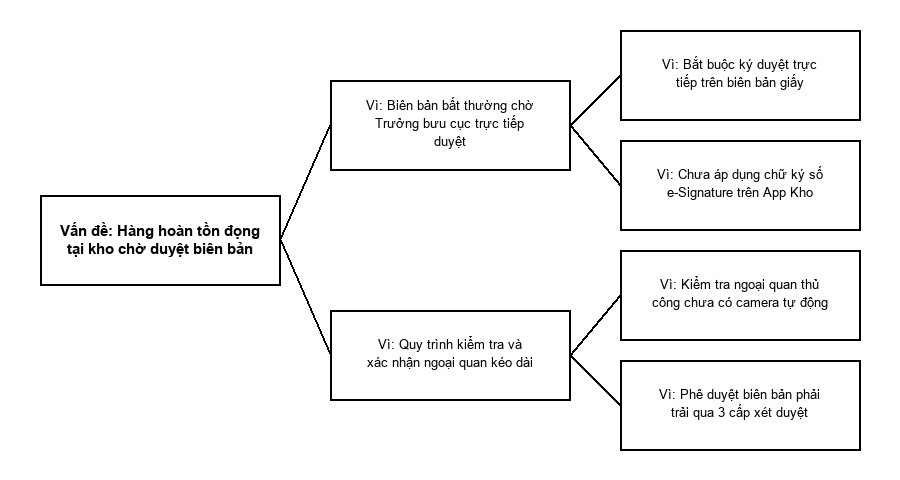 Vấn đề: Hàng hoàn tồn đọng
tại kho chờ duyệt biên bản
Vì: Biên bản bất thường chờ
Trưởng bưu cục trực tiếp
duyệt
Vì: Bắt buộc ký duyệt trực
tiếp trên biên bản giấy
Vì: Chưa áp dụng chữ ký số
e-Signature trên App Kho
Vì: Quy trình kiểm tra và
xác nhận ngoại quan kéo dài
Vì: Kiểm tra ngoại quan thủ
công chưa có camera tự động
Vì: Phê duyệt biên bản phải
trải qua 3 cấp xét duyệt